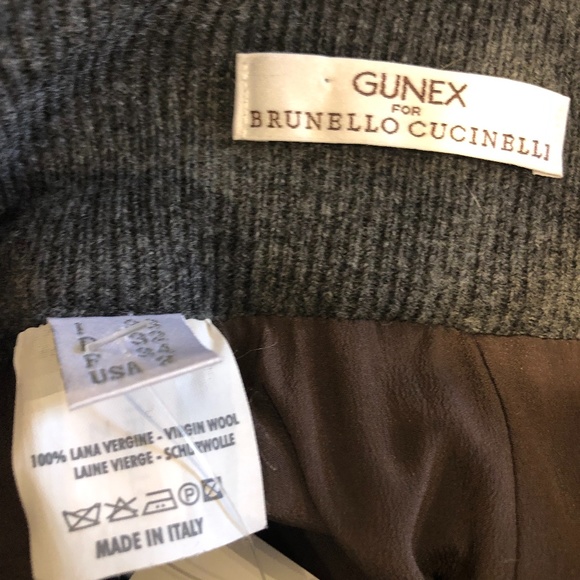 GUNEX
FOR
BRUNELLO CUCINELLI
USA
100% LANA VERGINE - VIRGIN WOOL
LAINE VIERGE - SCHURWOLLE
MADE IN ITALY